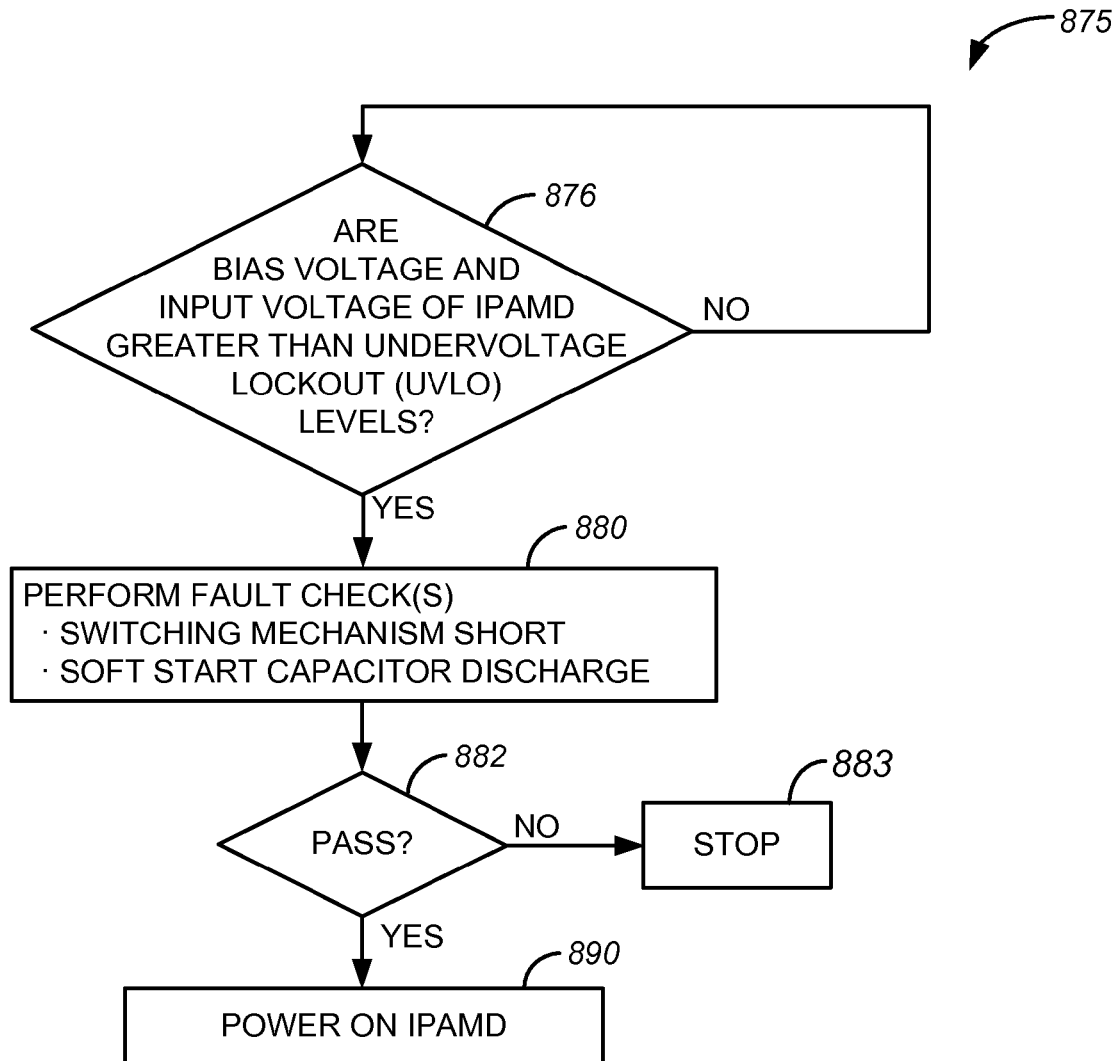 875
876
ARE
BIAS VOLTAGE AND
INPUT VOLTAGE OF IPAMD
GREATER THAN UNDERVOLTAGE
LOCKOUT (UVLO)
LEVELS?
NO
YES
880
PERFORM FAULT CHECK(S)
· SWITCHING MECHANISM SHORT
· SOFT START CAPACITOR DISCHARGE
882
PASS?
NO
883
STOP
YES
890
POWER ON IPAMD